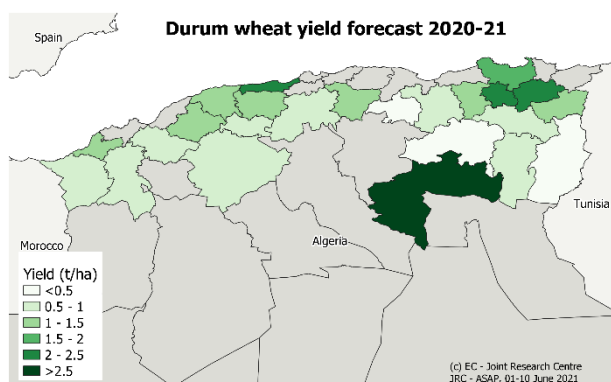 Durum wheat yield forecast 2020-21
Spain
Tunisia
Morocco
Algeria
Yield (t/ha)
<0.5
0.5 - 1
1 - 1.5
1.5 - 2
2 - 2.5
>2.5
(c) EC - Joint Research Centre
JRC - ASAP, 01-10 June 2021